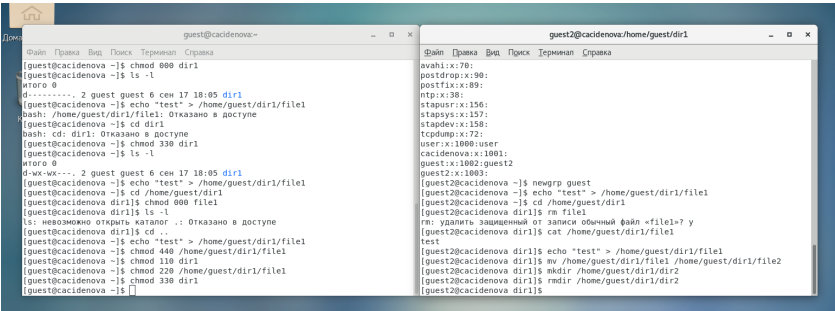 Дома
guest@cacidenova:~
Файл Правка Вид Поиск Терминал Справка
[guest@cacidenova ~]$ chmod 000 dir1
[guest@cacidenova ~]$ ls -l
итого 0
d---------. 2 guest guest 6 сен 17 18:05 dir1
[guest@cacidenova ~]$ echo "test" > /home/guest/dir1/file1
bash: /home/guest/dir1/file1: Отказано в доступе
[guest@cacidenova ~]$ cd dir1
bash: cd: dir1: Отказано в доступе
[guest@cacidenova ~]$ chmod 330 dir1
[guest@cacidenova ~]$ ls -l
итого 0
d-wx-wx---. 2 guest guest 6 сен 17 18:05 dir1
[guest@cacidenova ~]$ echo "test" > /home/guest/dir1/file1
[guest@cacidenova ~]$ cd /home/guest/dir1
[guest@cacidenova dir1]$ chmod 000 file1
[guest@cacidenova dir1]$ ls -l
ls: невозможно открыть каталог .: Отказано в доступе
[guest@cacidenova dir1]$ cd ..
[guest@cacidenova ~]$ echo "test" > /home/guest/dir1/file1
[guest@cacidenova ~]$ chmod 440 /home/guest/dir1/file1
[guest@cacidenova ~]$ chmod 110 dir1
[guest@cacidenova ~]$ chmod 220 /home/guest/dir1/file1
[guest@cacidenova ~]$ chmod 330 dir1
[guest@cacidenova ~]$
guest2@cacidenova:/home/guest/dir1
Файл Правка Вид Поиск Терминал Справка
avahi:x:70:
postdrop:x:90:
postfix:x:89:
ntp:x:38:
stapusr:x:156:
stapsys:x:157:
stapdev:x:158:
tcpdump:x:72:
user:x:1000:user
cacidenova:x:1001:
guest:x:1002:guest2
guest2:x:1003:
[guest2@cacidenova ~]$ newgrp guest
[guest2@cacidenova ~]$ echo "test" > /home/guest/dir1/file1
[guest2@cacidenova ~]$ cd /home/guest/dir1
[guest2@cacidenova dir1]$ rm file1
rm: удалить защищенный от записи обычный файл «file1»? y
[guest2@cacidenova dir1]$ cat /home/guest/dir1/file1
test
[guest2@cacidenova dir1]$ echo "test" > /home/guest/dir1/file1
[guest2@cacidenova dir1]$ mv /home/guest/dir1/file1 /home/guest/dir1/file2
[guest2@cacidenova dir1]$ mkdir /home/guest/dir1/dir2
[guest2@cacidenova dir1]$ rmdir /home/guest/dir1/dir2
[guest2@cacidenova dir1]$